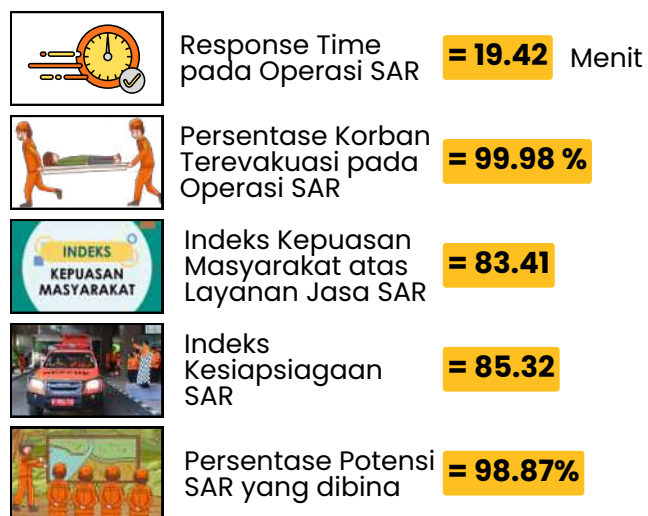 Response Time
pada Operasi SAR
= 19.42 Menit
Persentase Korban
Terevakuasi pada
Operasi SAR
= 99.98 %
INDEKS
KEPUASAN
MASYARAKAT
Indeks Kepuasan
Masyarakat atas
Layanan Jasa SAR
= 83.41
Indeks
Kesiapsiagaan
SAR
= 85.32
Persentase Potensi
SAR yang dibina
= 98.87%